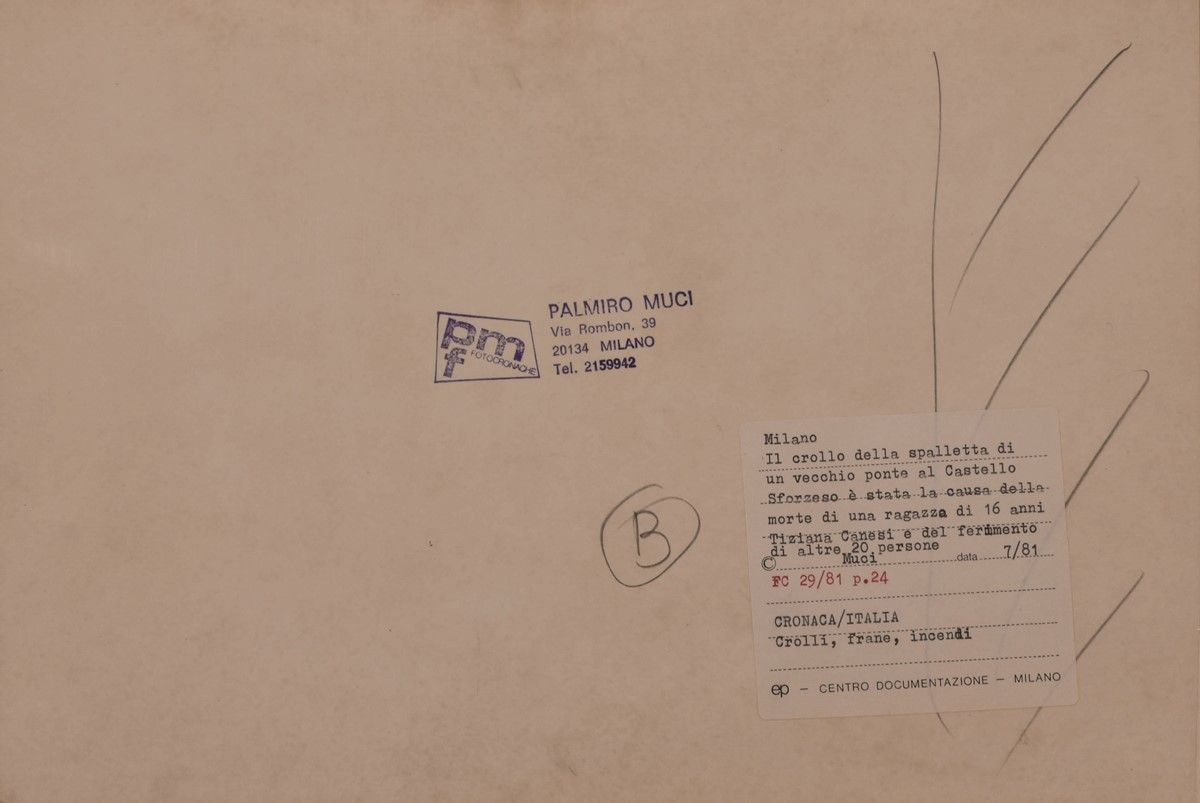 pm
f FOTOCRONACHE
PALMIRO MUCI
Via Rombon, 39
20134 MILANO
Tel. 2159942
B
Milano
Il crollo della spalletta di
un vecchio ponte al Castello
Sforzeso è stata la causa della
morte di una ragazza di 16 anni
Tiziana Canesi e del ferimento
di altre 20 persone
© Muci data 7/81
FC 29/81 p.24
CRONACA/ITALIA
Crolli, frane, incendi
ep — CENTRO DOCUMENTAZIONE — MILANO